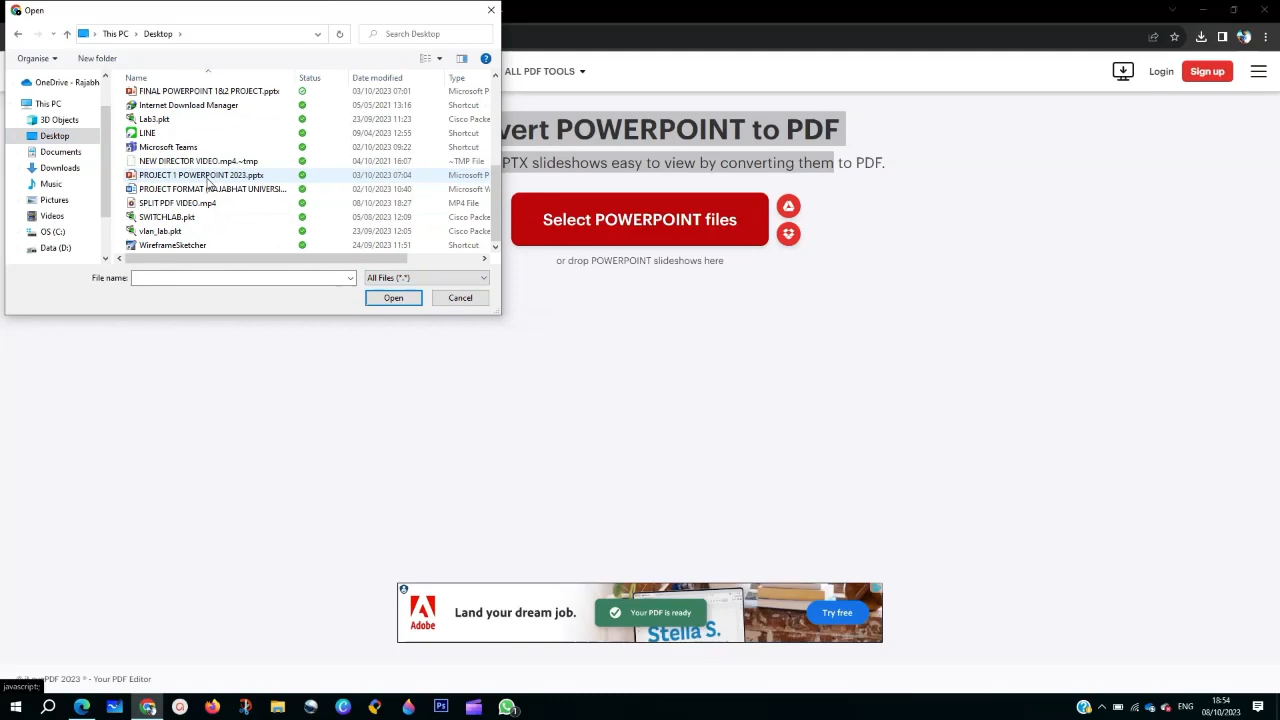 Open
This PC
Desktop
Search Desktop
Organise
New folder
OneDrive - Rajabh
This PC
3D Objects
Desktop
Documents
Downloads
Music
Pictures
Videos
OS (C:)
Data (D:)
Name Status Date modified Type
FINAL POWERPOINT 1&2 PROJECT.pptx 03/10/2023 07:01 Microsoft P
Internet Download Manager 05/05/2021 13:16 Shortcut
Lab3.pkt 23/09/2023 11:23 Cisco Packe
LINE 09/04/2023 12:55 Shortcut
Microsoft Teams 02/10/2023 09:22 Shortcut
NEW DIRECTOR VIDEO.mp4.~tmp 04/10/2021 16:07 ~TMP File
PROJECT 1 POWERPOINT 2023.pptx 03/10/2023 07:04 Microsoft P
PROJECT FORMAT RAJABHAT UNIVERSI... 02/10/2023 10:40 Microsoft W
SPLIT PDF VIDEO.mp4 08/10/2023 18:27 MP4 File
SWITCHLAB.pkt 05/08/2023 12:09 Cisco Packe
vlan_lab.pkt 23/09/2023 12:05 Cisco Packe
WireframeSketcher 24/09/2023 11:51 Shortcut
File name:
All Files (*.*)
Open
Cancel
ALL PDF TOOLS
Login
Sign up
vert POWERPOINT to PDF
PTX slideshows easy to view by converting them to PDF.
Select POWERPOINT files
or drop POWERPOINT slideshows here
Adobe
Land your dream job.
Your PDF is ready
Stella S.
Try free
PDF 2023 ® - Your PDF Editor
javascript:;
Ps
1
ENG
18:54
08/10/2023